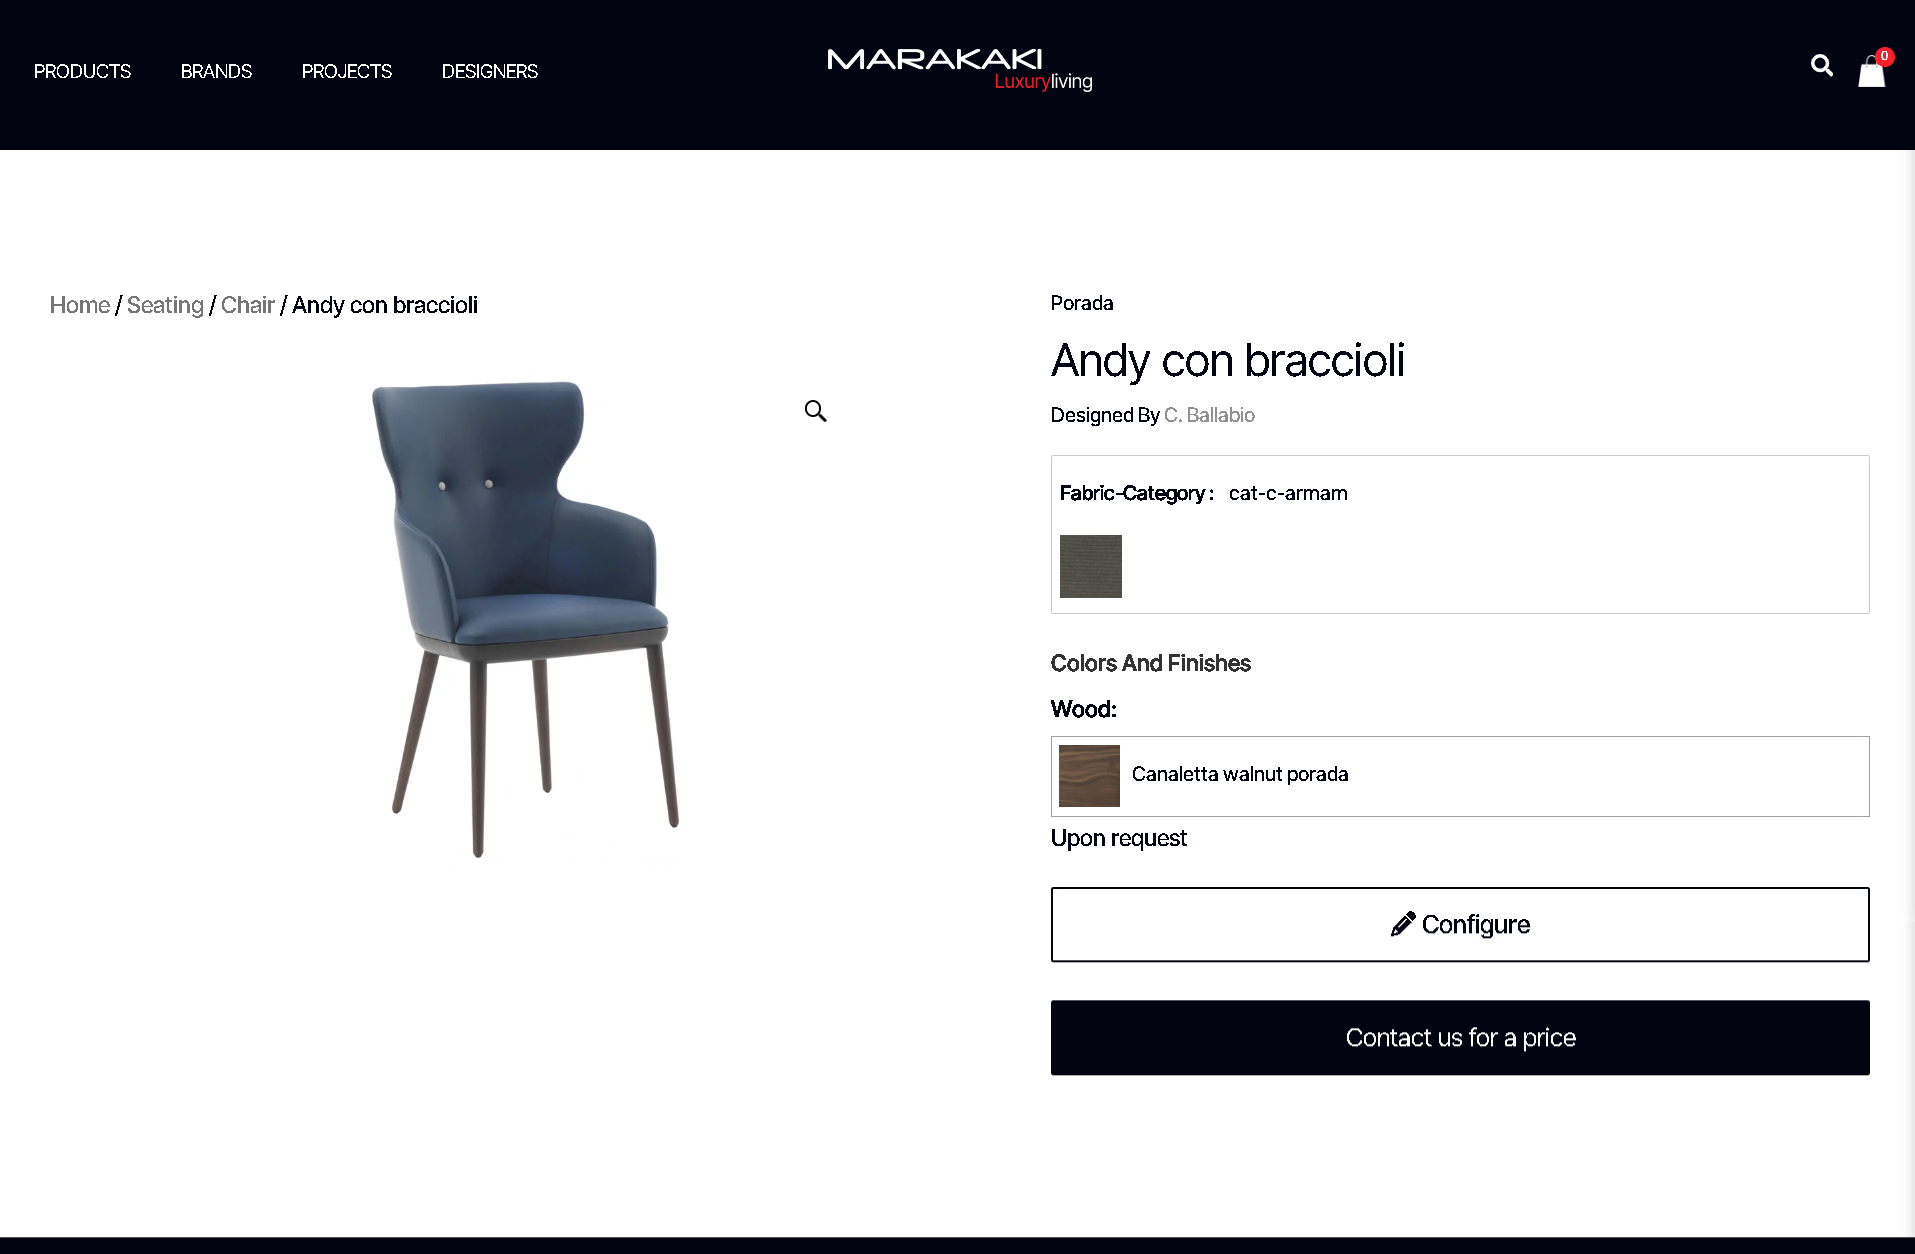 PRODUCTS BRANDS PROJECTS DESIGNERS
MARAKAKI
Luxuryliving
0
Home / Seating / Chair / Andy con braccioli
Porada
Andy con braccioli
Designed By C. Ballabio
Fabric-Category : cat-c-armam
Colors And Finishes
Wood:
Canaletta walnut porada
Upon request
Configure
Contact us for a price